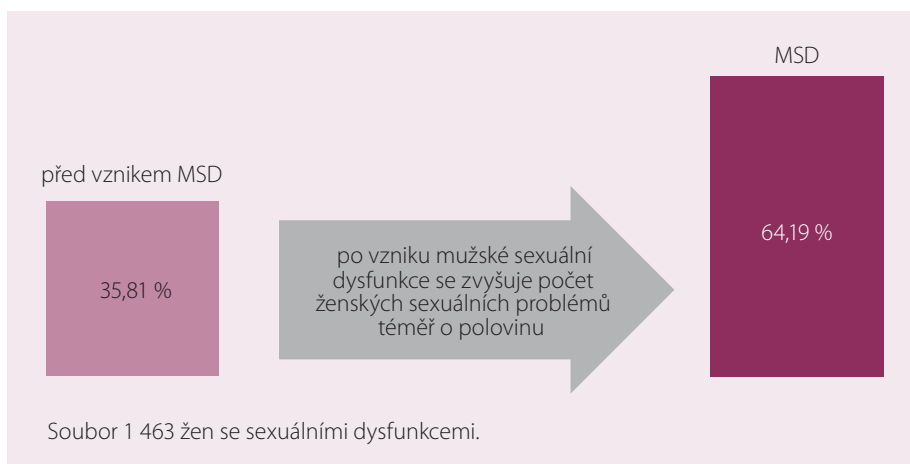 MSD
před vznikem MSD
35,81 %
po vzniku mužské sexuální
dysfunkce se zvyšuje počet
ženských sexuálních problémů
téměř o polovinu
64,19 %
Soubor 1 463 žen se sexuálními dysfunkcemi.